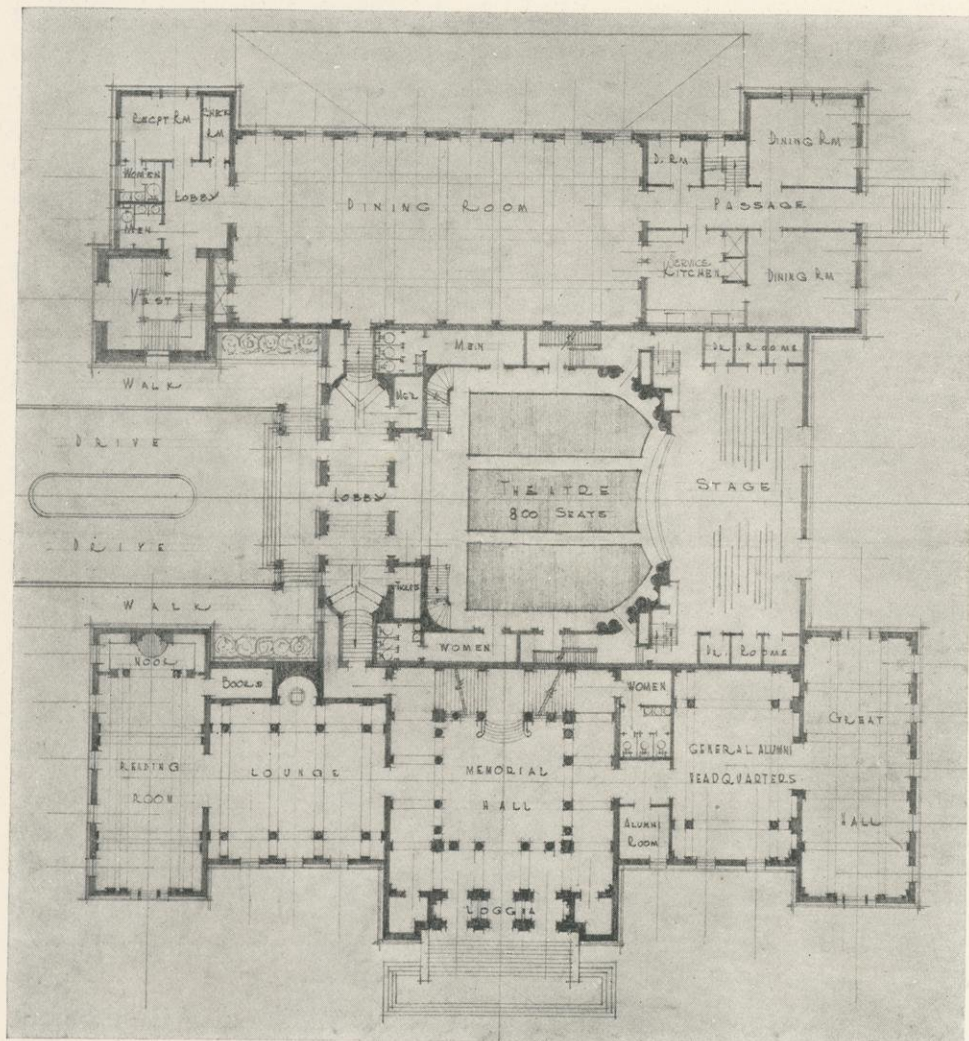 RECPT RM
CHECK
RM
WOMEN
LOBBY
MEN
VEST
DINING ROOM
D. RM
DINING RM
PASSAGE
SERVICE
KITCHEN
DINING RM
WALK
DRIVE
DRIVE
WALK
MEN
MGR
LOBBY
TICKETS
WOMEN
THEATRE
800 SEATS
STAGE
DR. ROOMS
DR. ROOMS
NOOK
BOOKS
READING
ROOM
LOUNGE
MEMORIAL
HALL
LOGGIA
WOMEN
ALUMNI
ROOM
GENERAL ALUMNI
HEADQUARTERS
GREAT
HALL